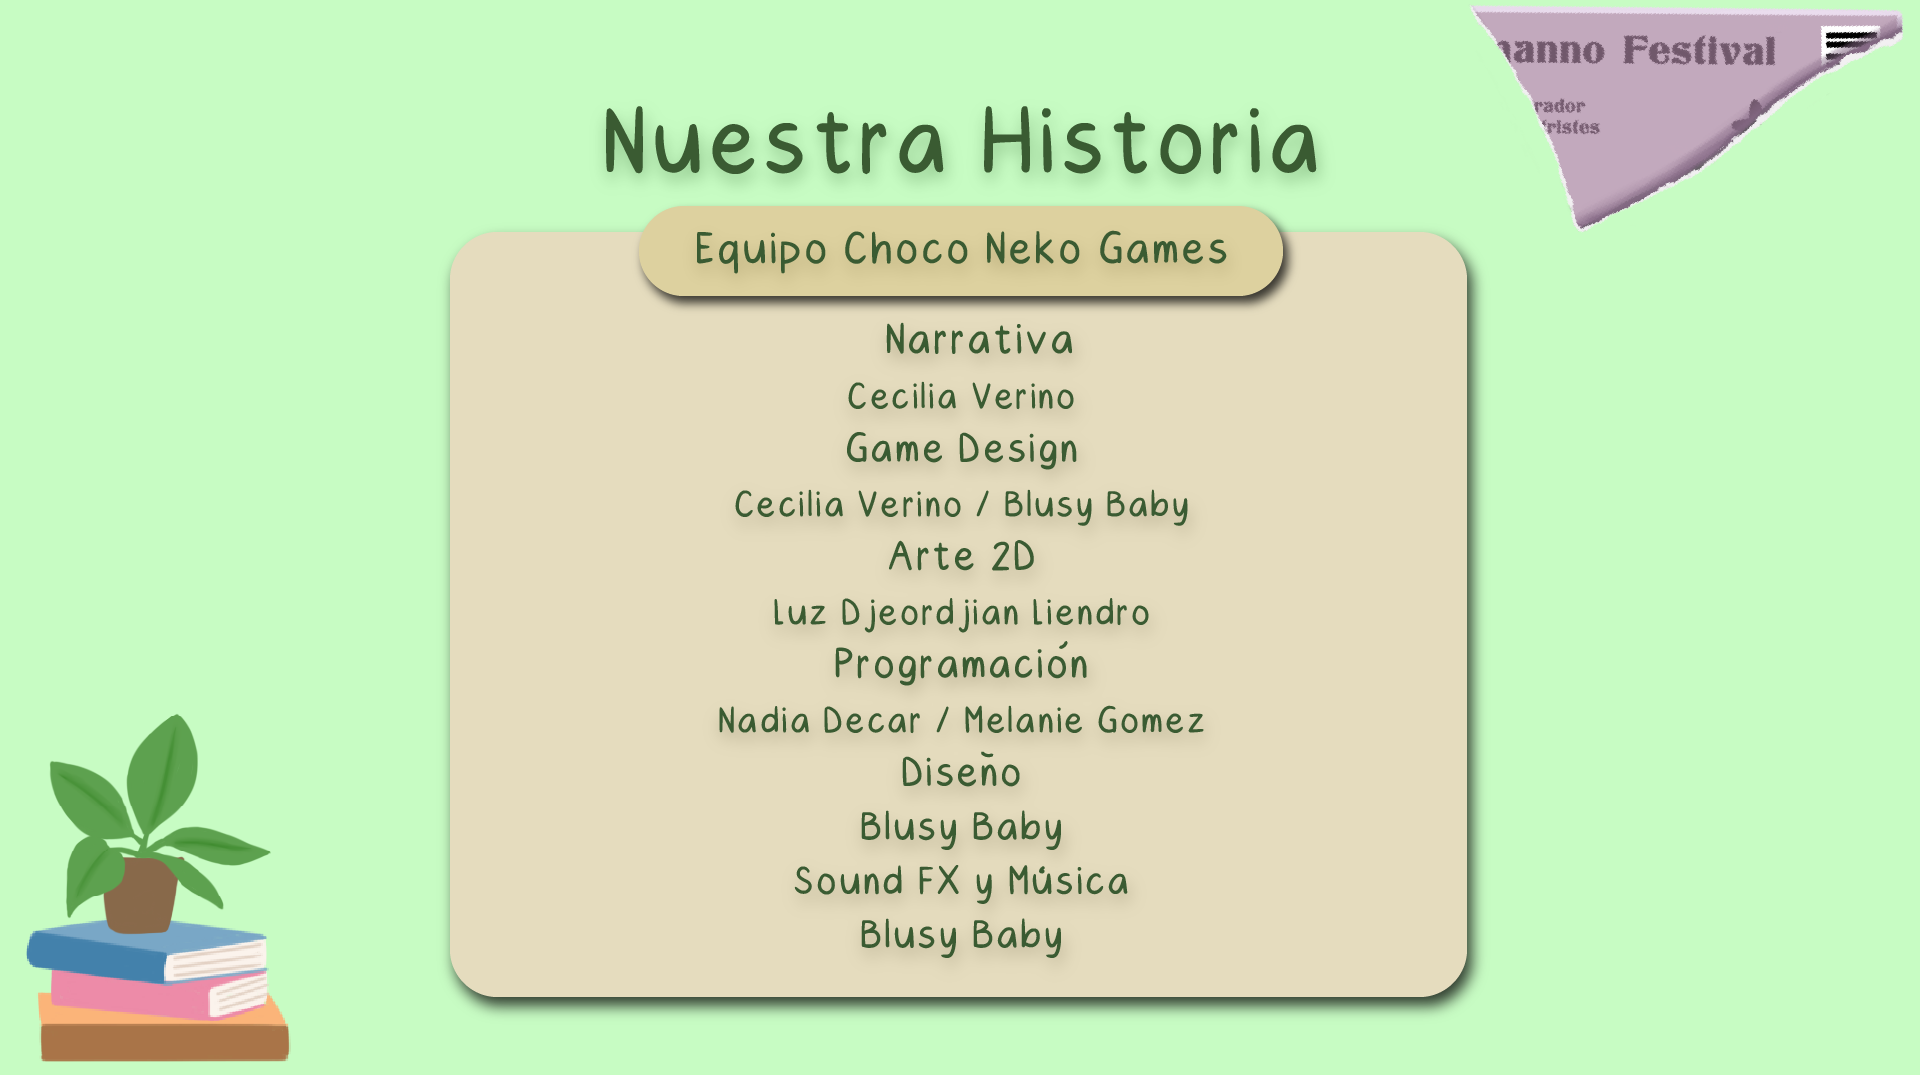 Festival
Nuestra Historia
Equipo Choco Neko Games
Narrativa
Cecilia Verino
Game Design
Cecilia Verino / Blusy Baby
Arte 2D
Luz Djeordjian Liendro
Programación
Nadia Decar / Melanie Gomez
Diseño
Blusy Baby
Sound FX y Música
Blusy Baby